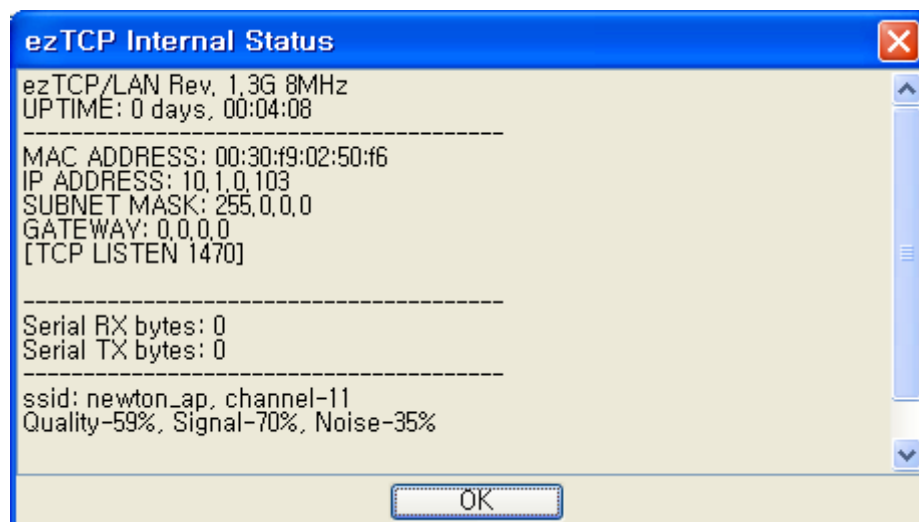 ezTCP Internal Status
ezTCP/LAN Rev. 1.3G 8MHz
UPTIME: 0 days, 00:04:08
----------------------------------------
MAC ADDRESS: 00:30:f9:02:50:f6
IP ADDRESS: 10.1.0.103
SUBNET MASK: 255.0.0.0
GATEWAY: 0.0.0.0
[TCP LISTEN 1470]
----------------------------------------
Serial RX bytes: 0
Serial TX bytes: 0
----------------------------------------
ssid: newton_ap, channel-11
Quality-59%, Signal-70%, Noise-35%
OK